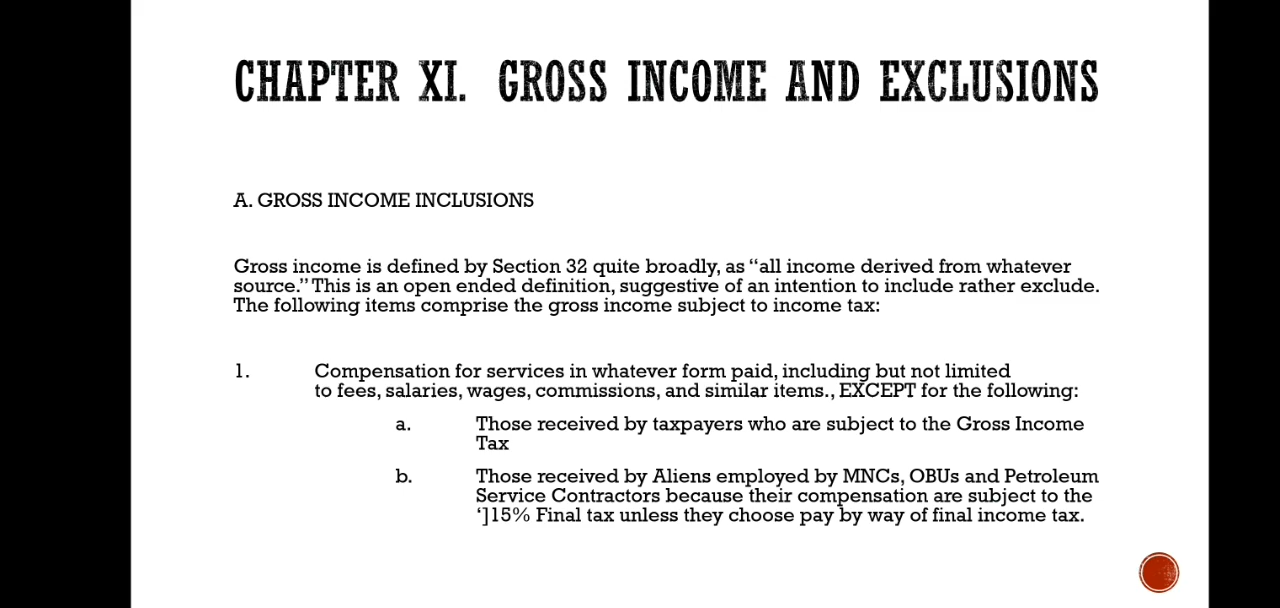 CHAPTER XI. GROSS INCOME AND EXCLUSIONS
A. GROSS INCOME INCLUSIONS
Gross income is defined by Section 32 quite broadly, as “all income derived from whatever
source.” This is an open ended definition, suggestive of an intention to include rather exclude.
The following items comprise the gross income subject to income tax:
1. Compensation for services in whatever form paid, including but not limited
to fees, salaries, wages, commissions, and similar items., EXCEPT for the following:
a. Those received by taxpayers who are subject to the Gross Income
Tax
b. Those received by Aliens employed by MNCs, OBUs and Petroleum
Service Contractors because their compensation are subject to the
‘]15% Final tax unless they choose pay by way of final income tax.